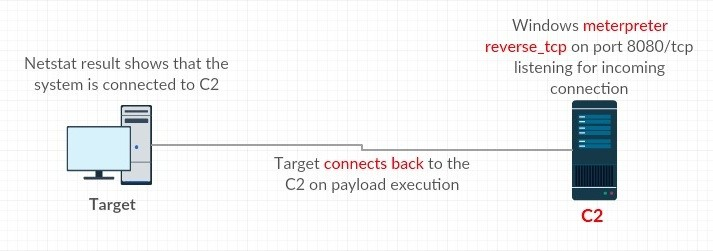 Netstat result shows that the
system is connected to C2
Target
Target connects back to the
C2 on payload execution
Windows meterpreter
reverse_tcp on port 8080/tcp
listening for incoming
connection
C2